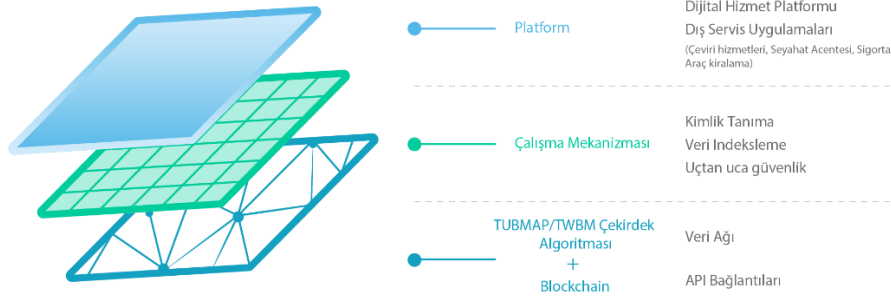 Dijital Hizmet Platformu
Platform
Dış Servis Uygulamaları
(Çeviri hizmetleri, Seyahat Acentesi, Sigorta
Araç kiralama)
Kimlik Tanıma
Çalışma Mekanizması
Veri Indeksleme
Uçtan uca güvenlik
TUBMAP/TWBM Çekirdek
Algoritması
+
Blockchain
Veri Ağı
API Bağlantıları